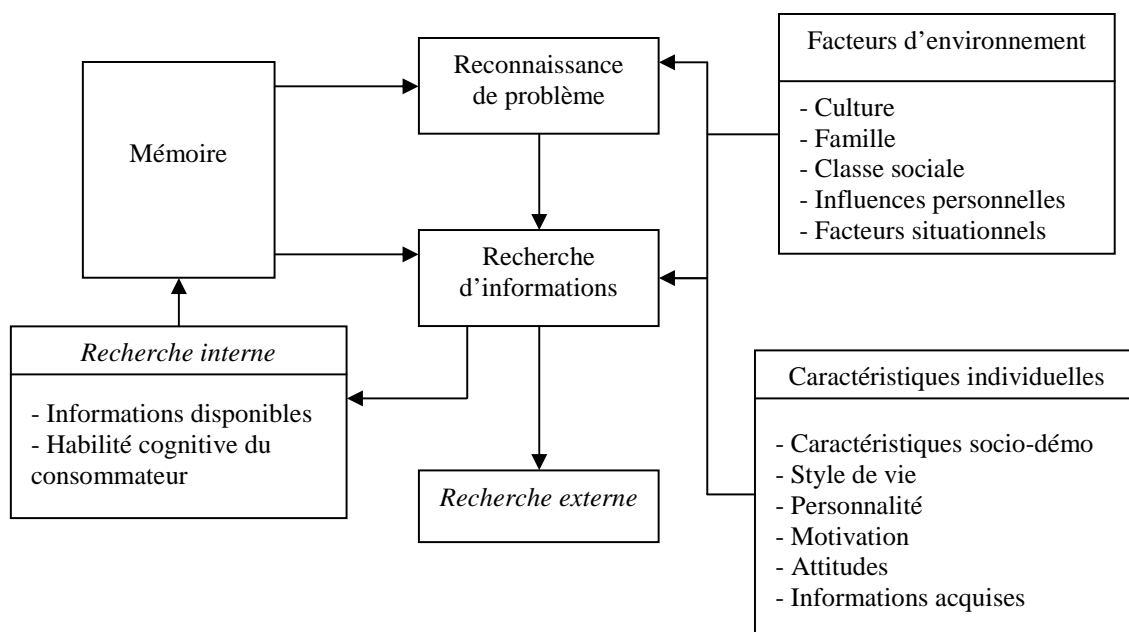 Mémoire
Reconnaissance
de problème
Facteurs d’environnement
- Culture
- Famille
- Classe sociale
- Influences personnelles
- Facteurs situationnels
Recherche
d’informations
Recherche interne
- Informations disponibles
- Habilité cognitive du
consommateur
Recherche externe
Caractéristiques individuelles
- Caractéristiques socio-démo
- Style de vie
- Personnalité
- Motivation
- Attitudes
- Informations acquises